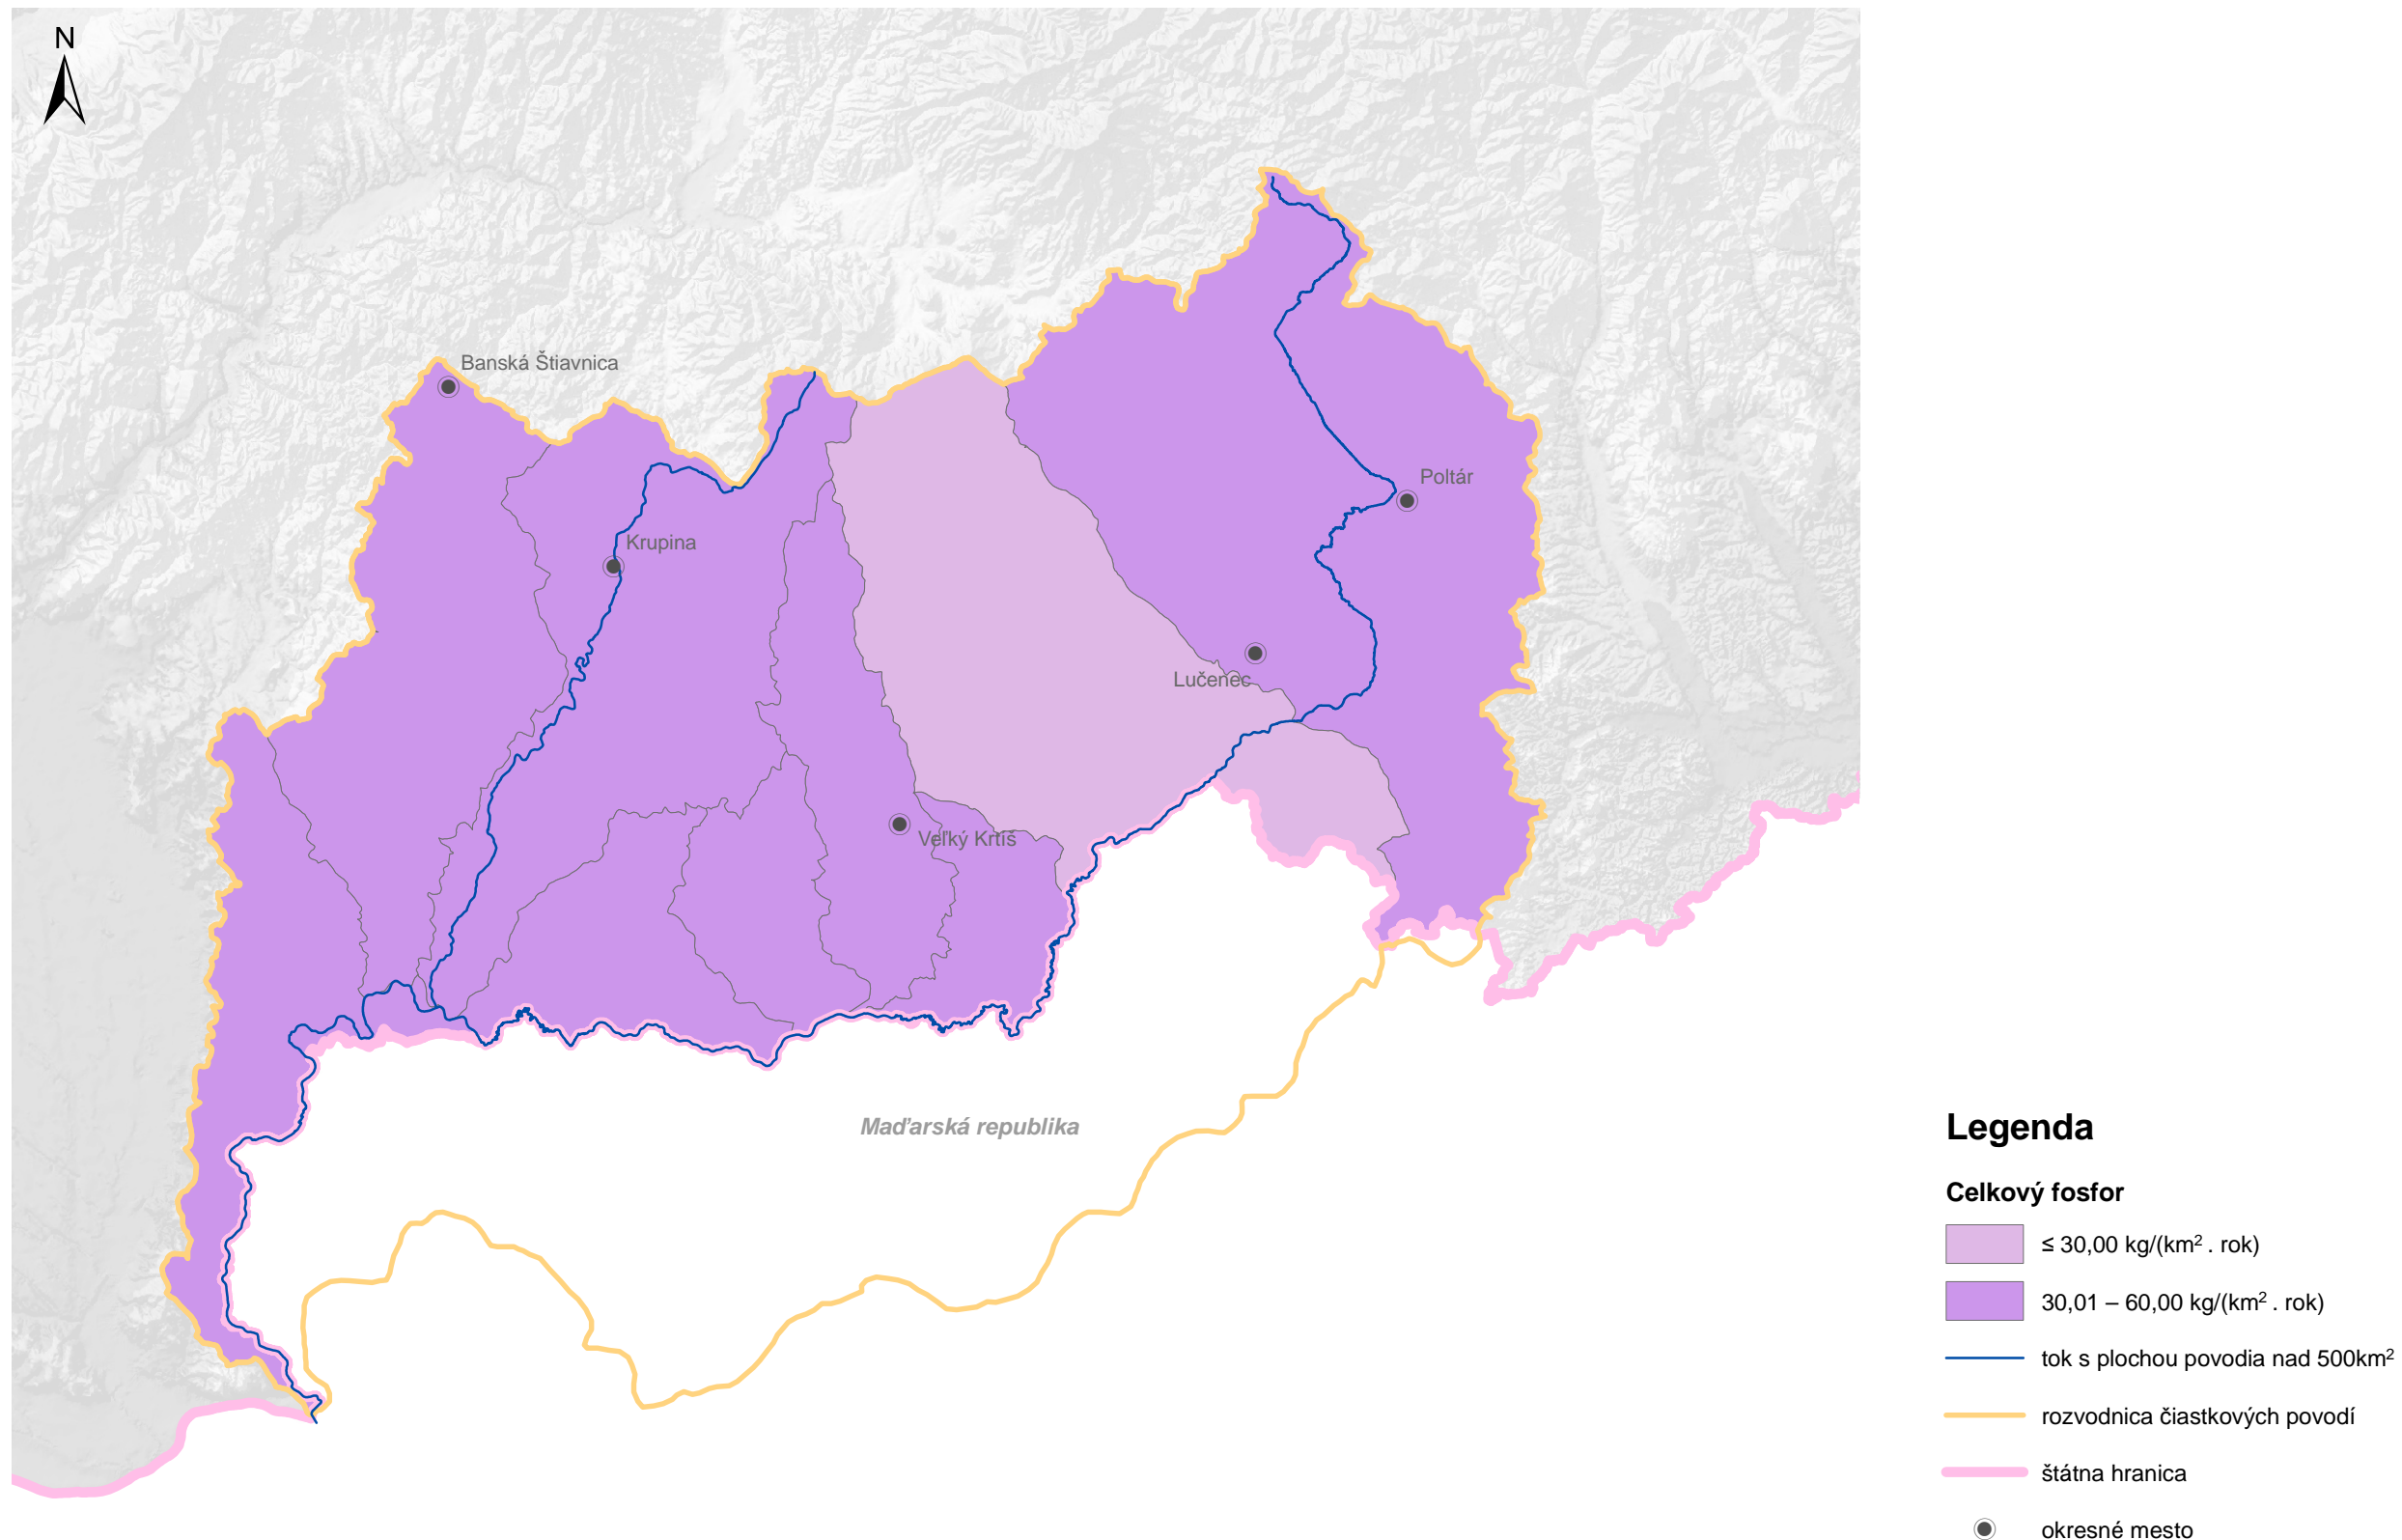 N
Banská Štiavnica
Poltár
Krupina
Lučenec
Veľký Krtíš
Maďarská republika
Legenda
Celkový fosfor
≤ 30,00 kg/(km² . rok)
30,01 – 60,00 kg/(km² . rok)
tok s plochou povodia nad 500km²
rozvodnica čiastkových povodí
štátna hranica
okresné mesto